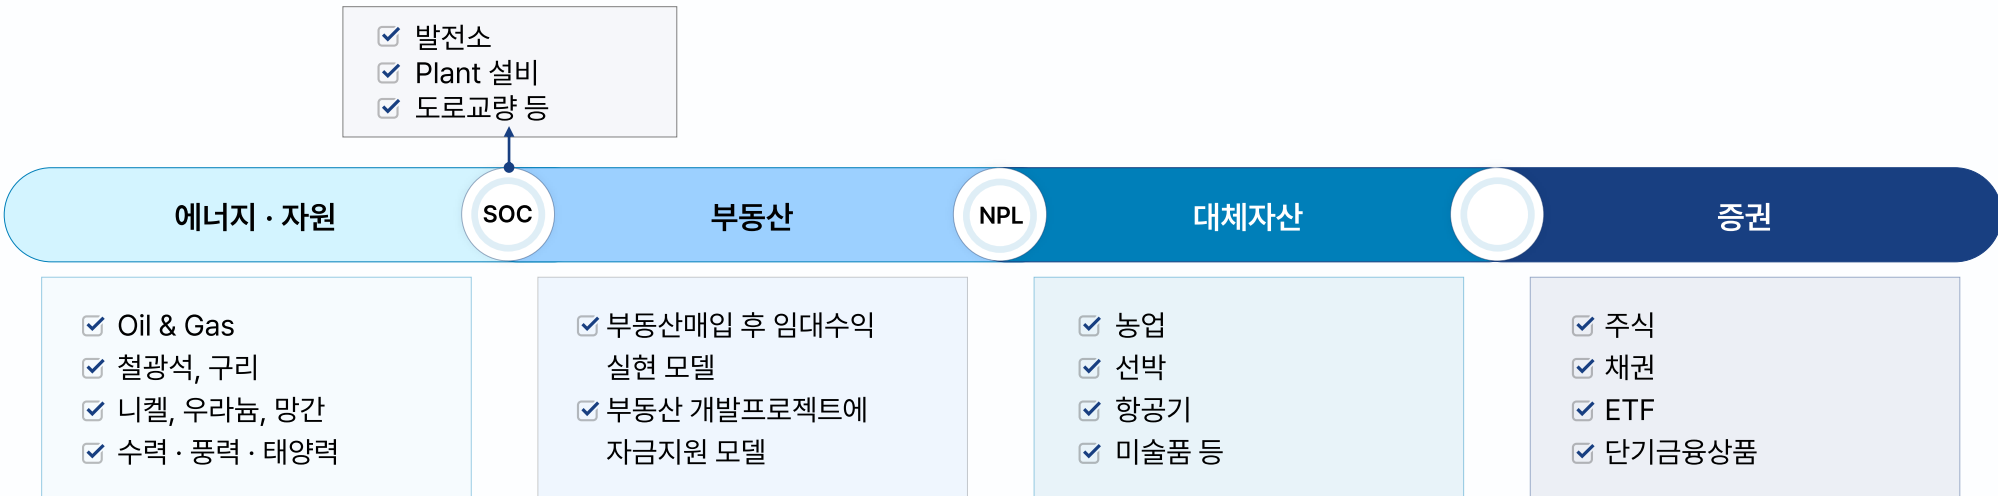 발전소
Plant 설비
도로교량 등
에너지 · 자원
SOC
부동산
NPL
대체자산
증권
Oil & Gas
철광석, 구리
니켈, 우라늄, 망간
수력 · 풍력 · 태양력
부동산매입 후 임대수익
실현 모델
부동산 개발프로젝트에
자금지원 모델
농업
선박
항공기
미술품 등
주식
채권
ETF
단기금융상품